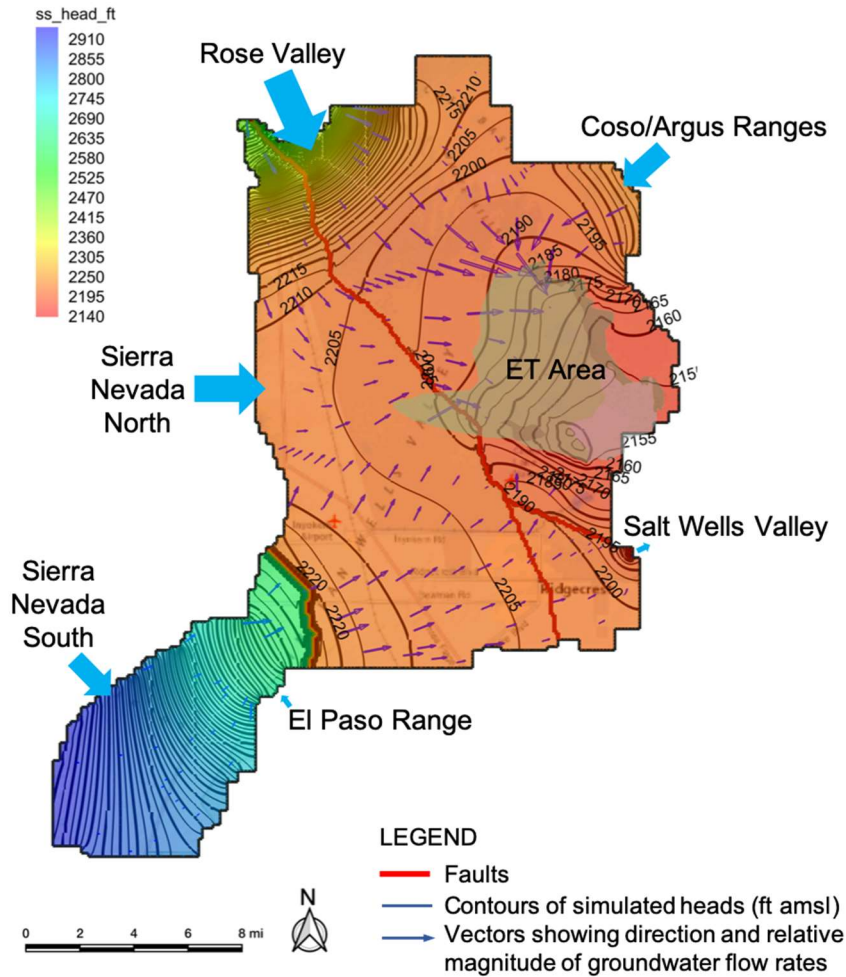 ss_head_ft
2910
2855
2800
2745
2690
2635
2580
2525
2470
2415
2360
2305
2250
2195
2140
Rose Valley
Coso/Argus Ranges
2210
2215
2205
2200
2190
2195
2185
2180
2175
2170
2165
2160
2215
2210
2205
ET Area
Sierra
Nevada
North
2155
2160
2165
2170
2190
2195
Salt Wells Valley
2200
2220
2220
2205
Ridgecres
Sierra
Nevada
South
El Paso Range
LEGEND
Faults
Contours of simulated heads (ft amsl)
Vectors showing direction and relative
magnitude of groundwater flow rates
N
0 2 4 6 8 mi